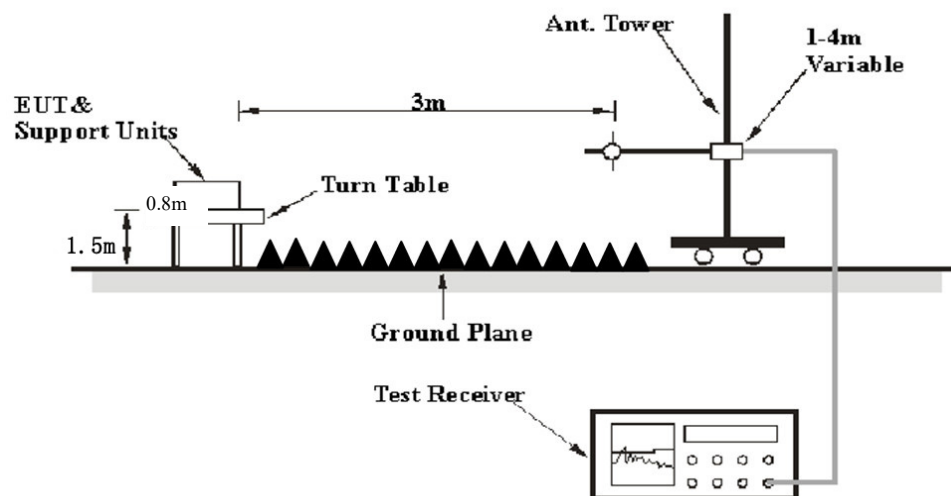 Ant. Tower
1-4m
Variable
3m
EUT&
Support Units
Turn Table
0.8m
1.5m
Ground Plane
Test Receiver